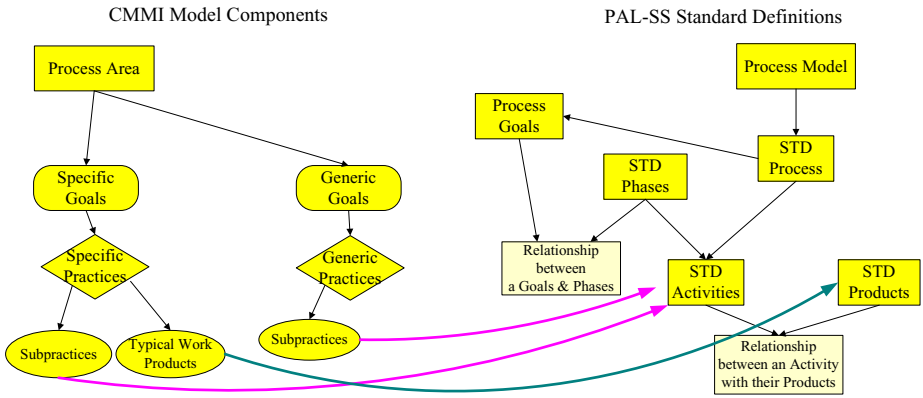 CMMI Model Components
PAL-SS Standard Definitions
Process Area
Process Model
Process
Goals
STD
Process
STD
Phases
Specific
Goals
Generic
Goals
Specific
Practices
Generic
Practices
Relationship
between
a Goals & Phases
STD
Activities
STD
Products
Subpractices
Typical Work
Products
Subpractices
Relationship
between an Activity
with their Products